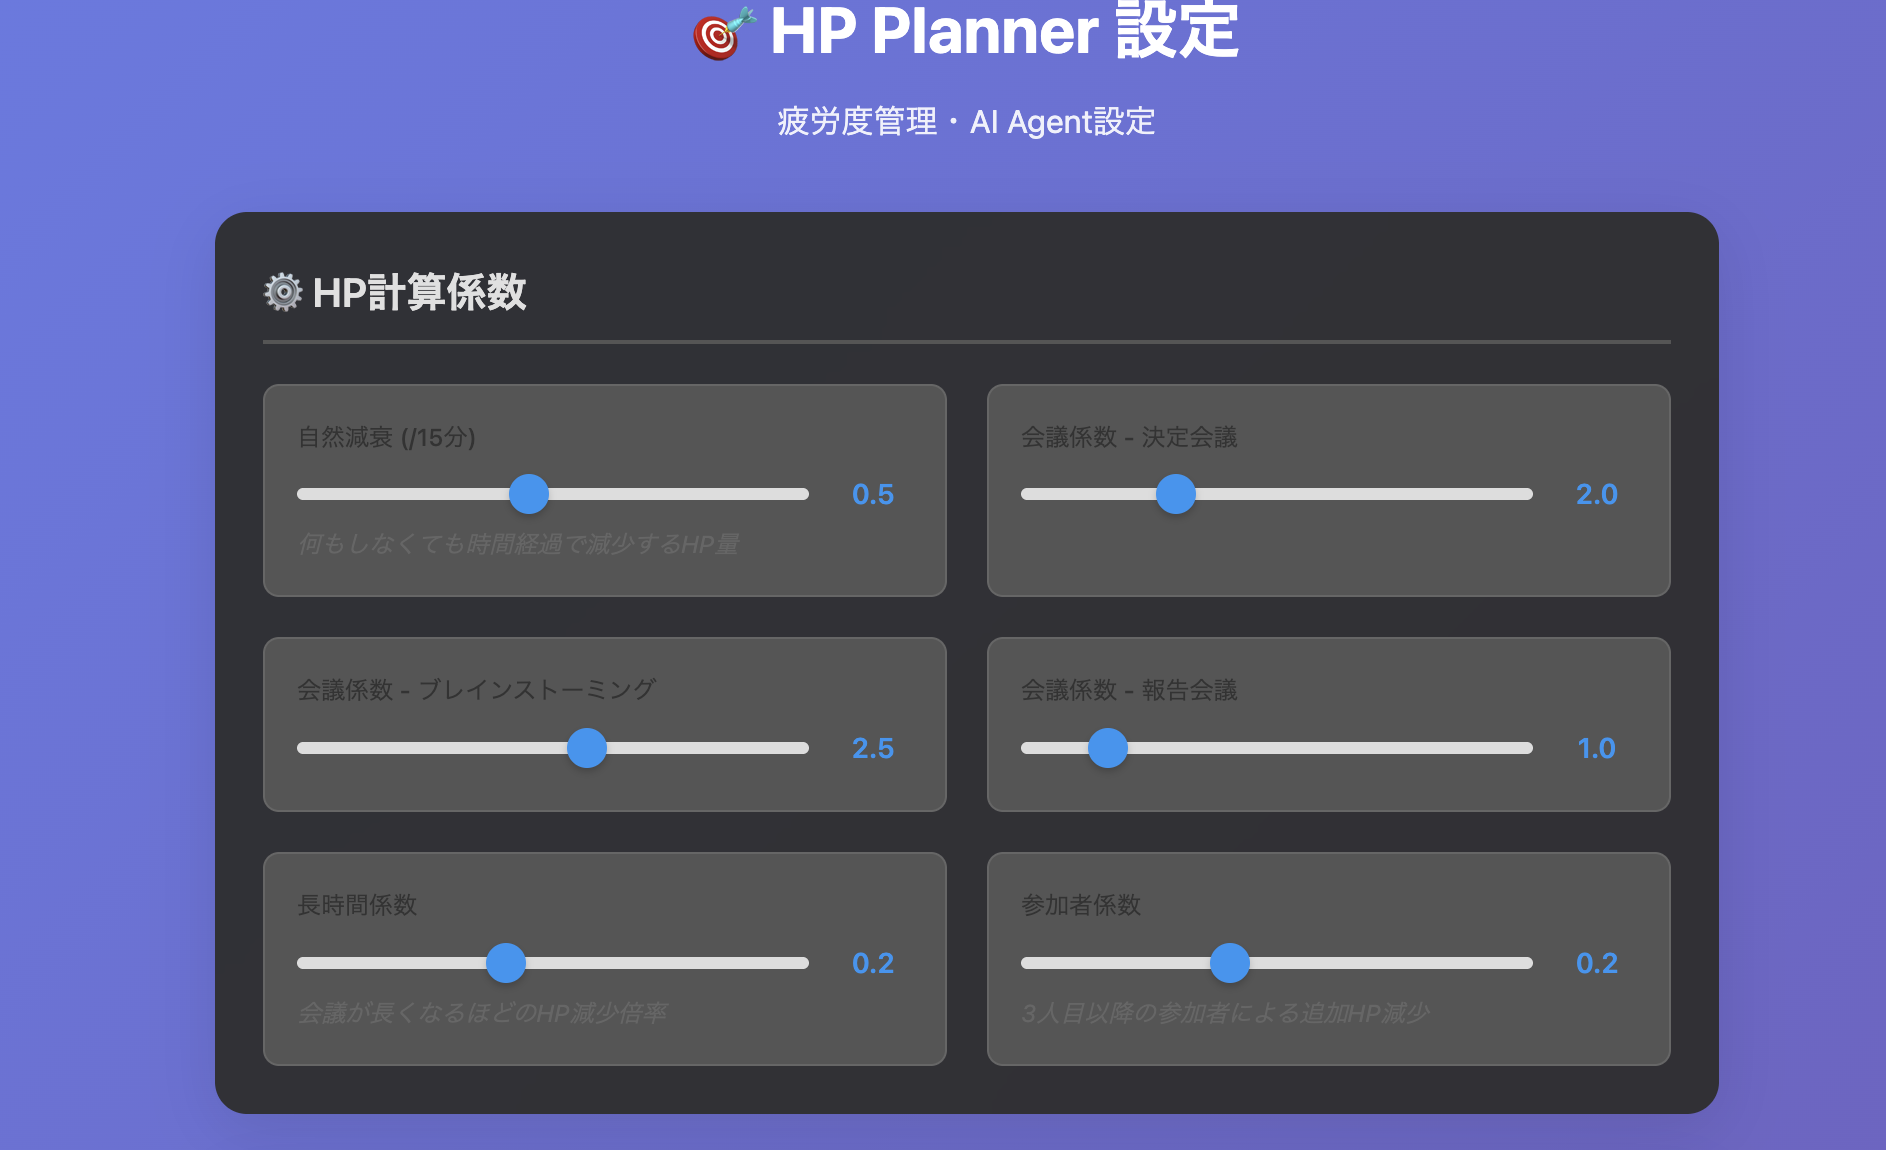 🎯 HP Planner 設定
疲労度管理・AI Agent設定
⚙️ HP計算係数
自然減衰 (/15分)
0.5
何もしなくても時間経過で減少するHP量
会議係数 - 決定会議
2.0
会議係数 - ブレインストーミング
2.5
会議係数 - 報告会議
1.0
長時間係数
0.2
会議が長くなるほどのHP減少倍率
参加者係数
0.2
3人目以降の参加者による追加HP減少